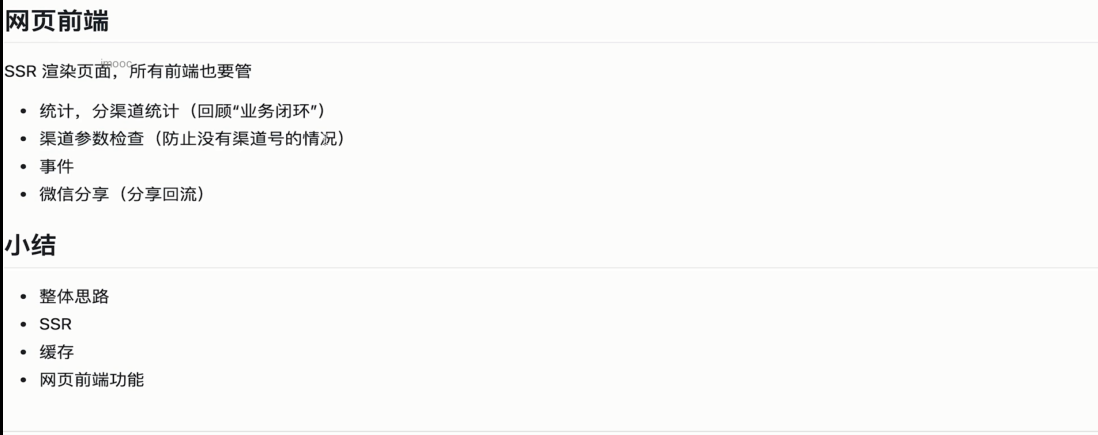 网页前端
imooc
SSR 渲染页面，所有前端也要管
• 统计，分渠道统计（回顾“业务闭环”）
• 渠道参数检查（防止没有渠道号的情况）
• 事件
• 微信分享（分享回流）
小结
• 整体思路
• SSR
• 缓存
• 网页前端功能